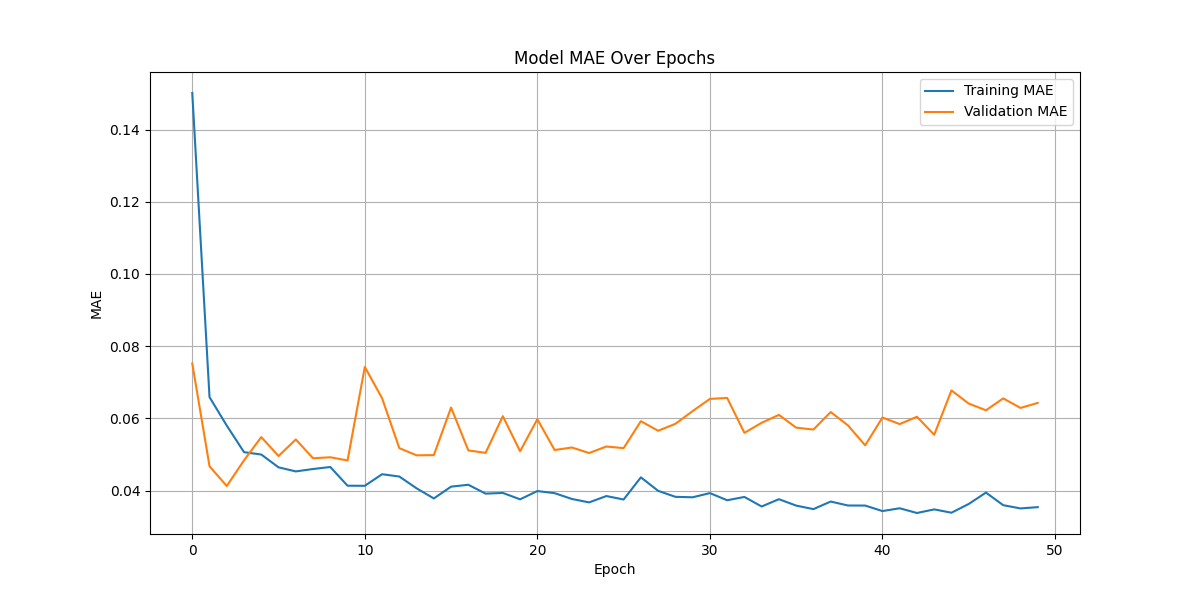 Model MAE Over Epochs
Training MAE
Validation MAE
0.14
0.12
0.10
0.08
0.06
0.04
MAE
0 10 20 30 40 50
Epoch